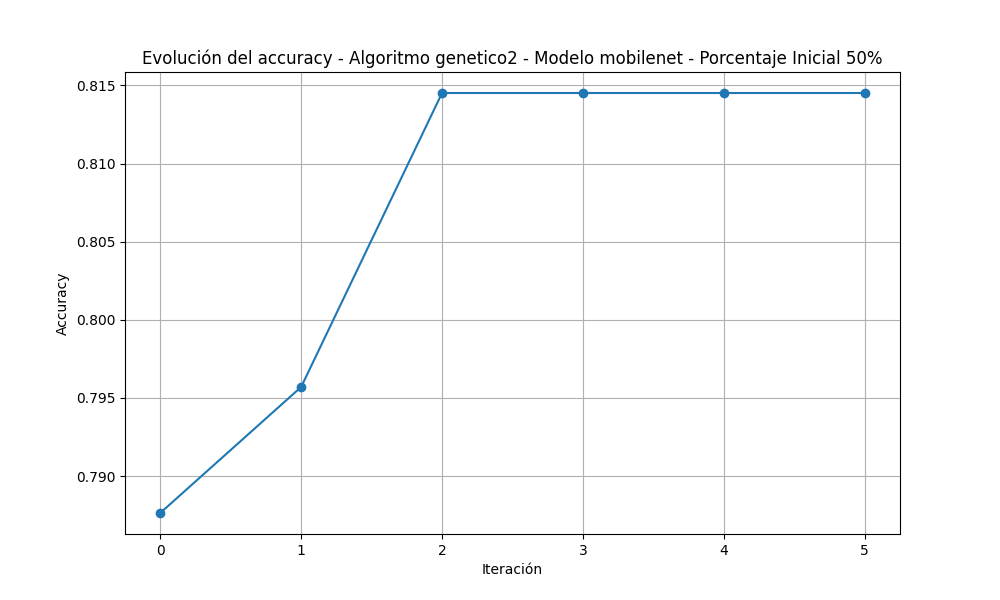 Evolución del accuracy - Algoritmo genetico2 - Modelo mobilenet - Porcentaje Inicial 50%
0.815
0.810
0.805
0.800
0.795
0.790
Accuracy
0 1 2 3 4 5
Iteración